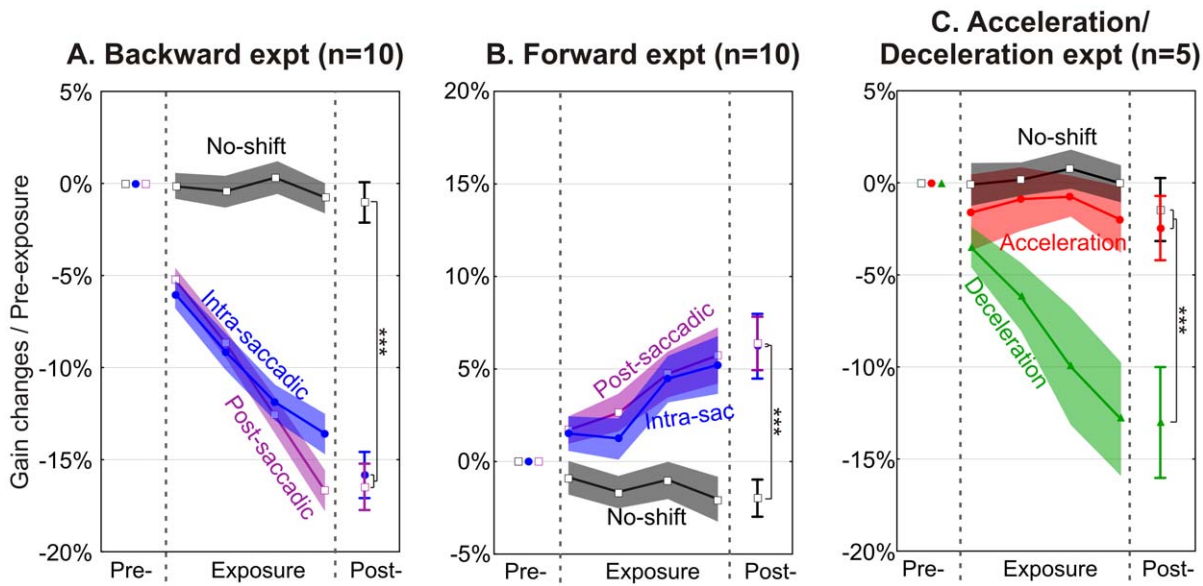 A. Backward expt (n=10)
B. Forward expt (n=10)
C. Acceleration/
Deceleration expt (n=5)
Gain changes / Pre-exposure
5%
0%
-5%
-10%
-15%
-20%
No-shift
Intra-saccadic
Post-saccadic
***
Pre-
Exposure
Post-
20%
15%
10%
5%
0%
-5%
Post-saccadic
Intra-sac
No-shift
***
Pre-
Exposure
Post-
5%
0%
-5%
-10%
-15%
-20%
No-shift
Acceleration
Deceleration
***
Pre-
Exposure
Post-